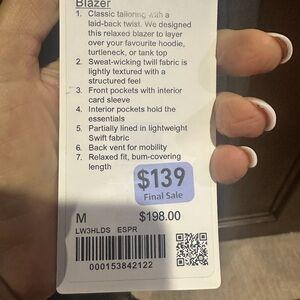 Blazer
1. Classic tailoring with a
laid-back twist. We designed
this relaxed blazer to layer
over your favourite hoodie,
turtleneck, or tank top
2. Sweat-wicking twill fabric is
lightly textured with a
structured feel
3. Front pockets with interior
card sleeve
4. Interior pockets hold the
essentials
5. Partially lined in lightweight
Swift fabric
6. Back vent for mobility
7. Relaxed fit, bum-covering
length
$139
Final Sale
M $198.00
LW3HLDS ESPR
000153842122